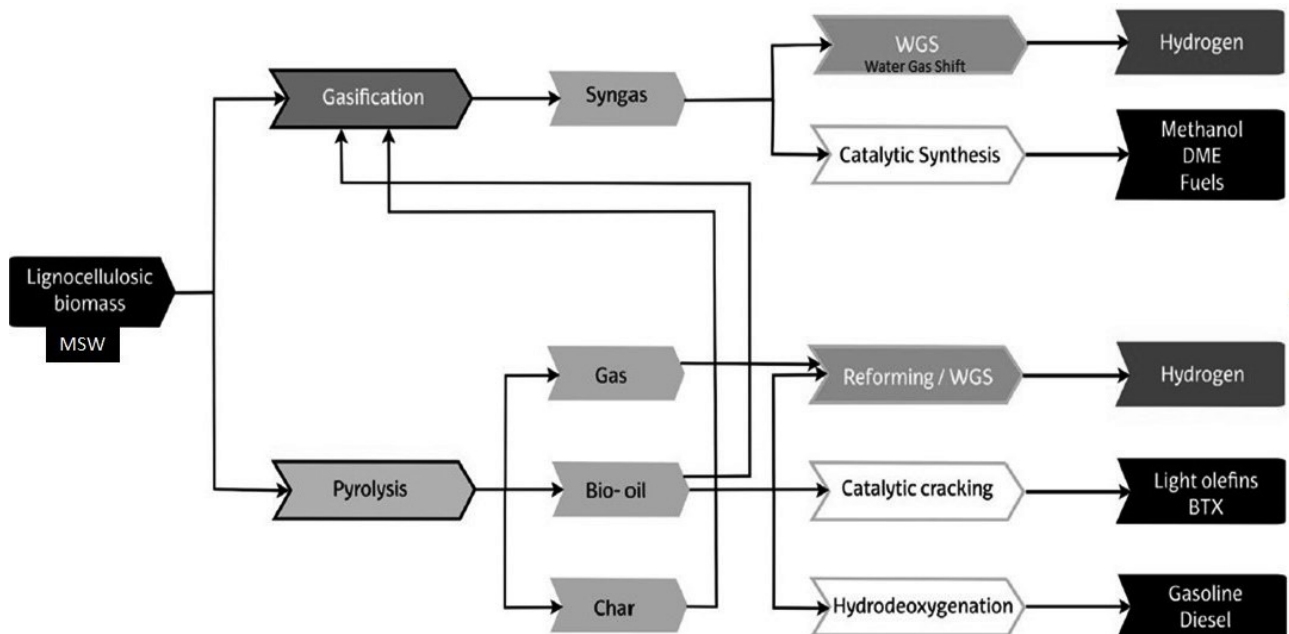 WGS
Water Gas Shift
Hydrogen
Gasification
Syngas
Catalytic Synthesis
Methanol
DME
Fuels
Lignocellulosic
biomass
MSW
Gas
Reforming / WGS
Hydrogen
Pyrolysis
Bio- oil
Catalytic cracking
Light olefins
BTX
Char
Hydrodeoxygenation
Gasoline
Diesel